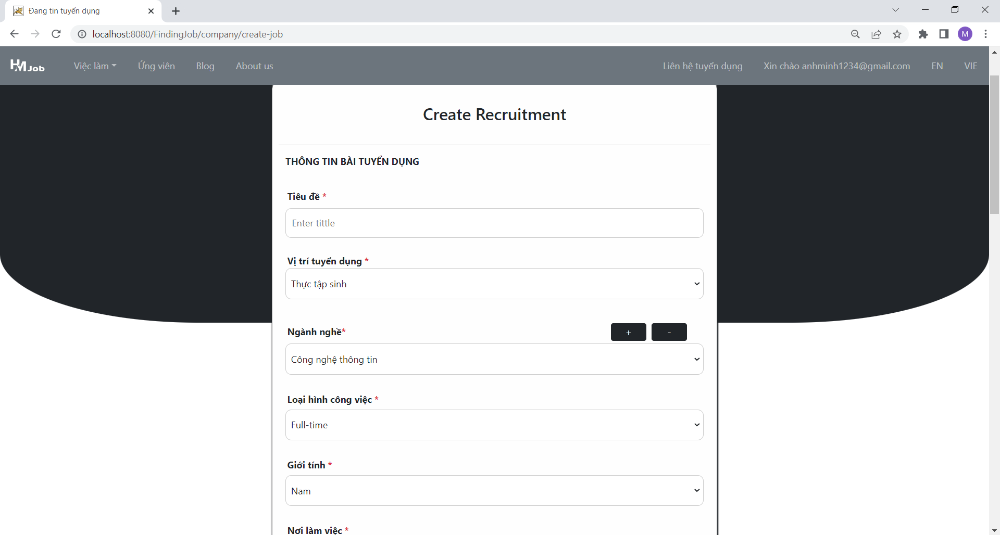 Đang tin tuyển dụng
localhost:8080/FindingJob/company/create-job
M
HM Job Việc làm Ứng viên Blog About us Liên hệ tuyển dụng Xin chào anhminh1234@gmail.com EN VIE
Create Recruitment
THÔNG TIN BÀI TUYỂN DỤNG
Tiêu đề *
Enter tittle
Vị trí tuyển dụng *
Thực tập sinh
Ngành nghề* + -
Công nghệ thông tin
Loại hình công việc *
Full-time
Giới tính *
Nam
Nơi làm việc *